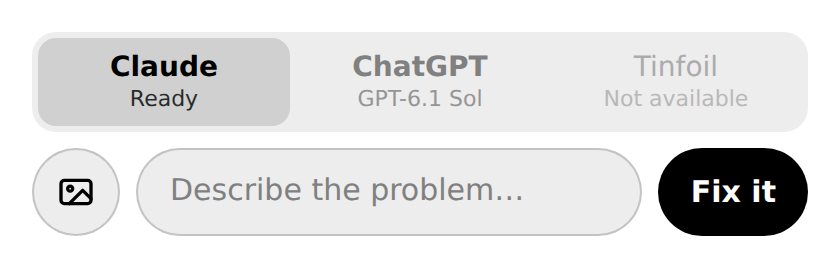 Claude
Ready
ChatGPT
GPT-6.1 Sol
Tinfoil
Not available
Describe the problem...
Fix it